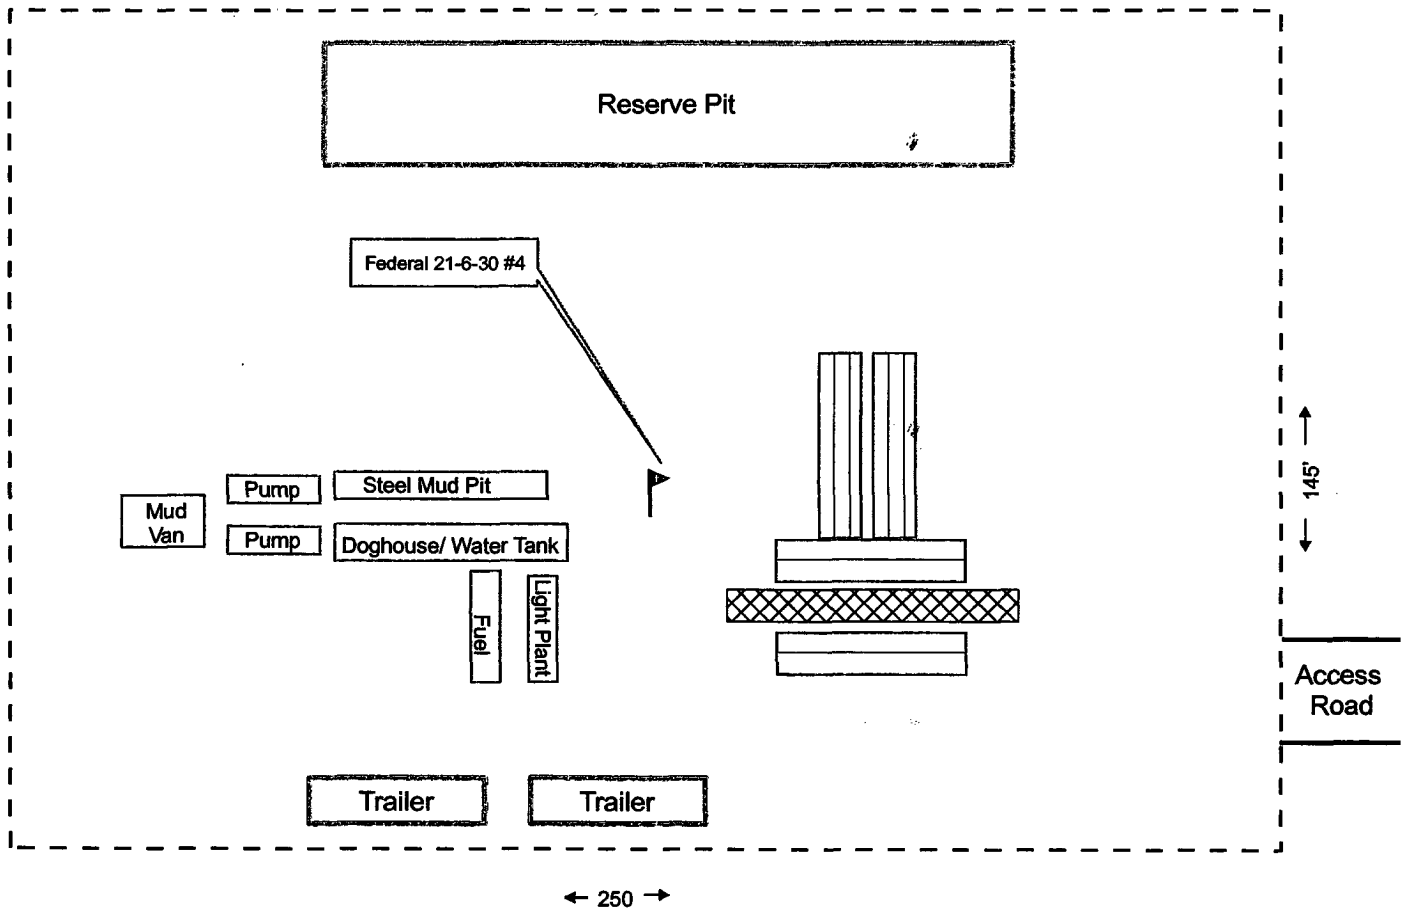 Reserve Pit
Federal 21-6-30 #4
145'
Pump
Steel Mud Pit
Mud
Van
Pump
Doghouse/ Water Tank
Fuel
Light Plant
Access
Road
Trailer
Trailer
250